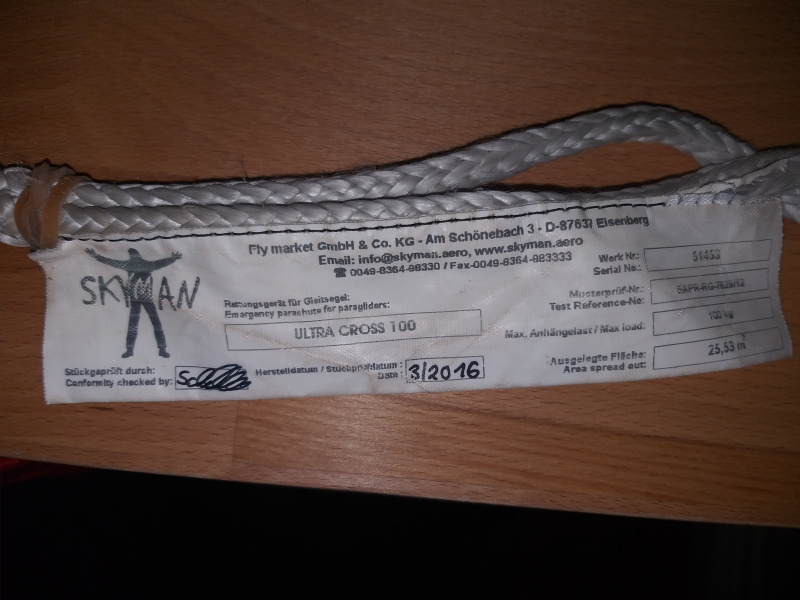 Fly market GmbH & Co. KG - Am Schönebach 3 - D-87637 Eisenberg
Email: info@skyman.aero, www.skyman.aero
☎ 0049-8364-98330 / Fax-0049-8364-983333
SKYMAN
Rettungsgerät für Gleitsegel:
Emergency parachute for paragliders:
ULTRA CROSS 100
Stückgeprüft durch:
Conformity checked by:
Herstelldatum / Stückprüfdatum :
Date :
3/2016
Werk Nr.:
Serial No.:
51453
Musterprüf-Nr.:
Test Reference-No:
Max. Anhängelast / Max load:
100 kg
Ausgelegte Fläche:
Area spread out:
25,53 m²